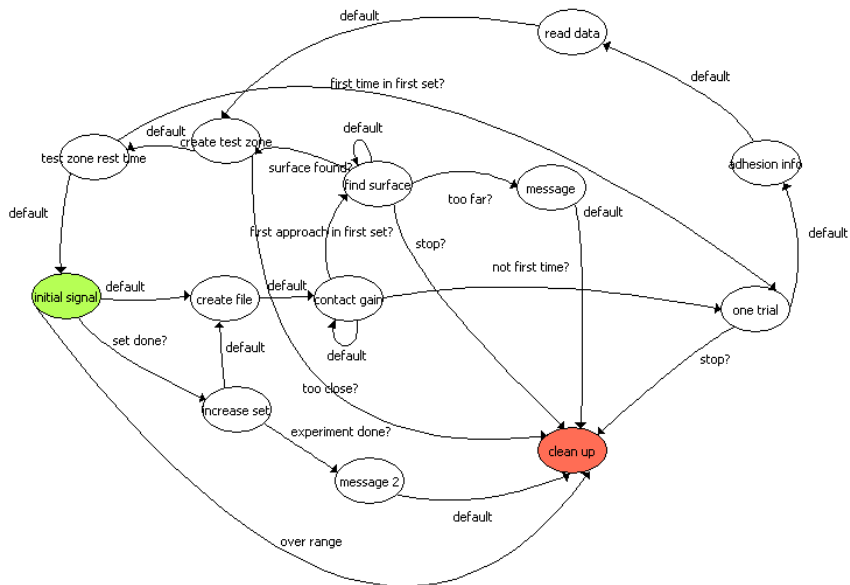 default
read data
default
first time in first set?
default
default
create test zone
test zone rest time
surface found?
find surface
too far?
message
adhesion info
default
default
default
first approach in first set?
stop?
not first time?
initial signal
default
create file
default
contact gain
one trial
set done?
default
default
stop?
increase set
too close?
experiment done?
clean up
message 2
default
over range